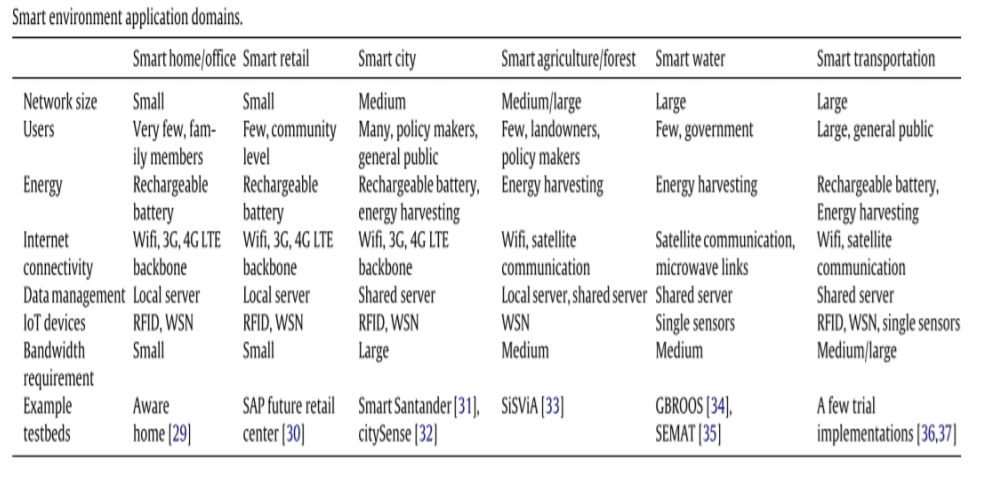 Smart environment application domains.
Smart home/office Smart retail Smart city Smart agriculture/forest Smart water Smart transportation
Network size Small Small Medium Medium/large Large Large
Users Very few, fam- Few, community Many, policy makers, Few, landowners, Few, government Large, general public
ily members level general public policy makers
Energy Rechargeable Rechargeable Rechargeable battery, Energy harvesting Energy harvesting Rechargeable battery,
battery battery energy harvesting Energy harvesting
Internet Wifi, 3G, 4G LTE Wifi, 3G, 4G LTE Wifi, 3G, 4G LTE Wifi, satellite Satellite communication, Wifi, satellite
connectivity backbone backbone backbone communication microwave links communication
Data management Local server Local server Shared server Local server, shared server Shared server Shared server
IoT devices RFID, WSN RFID, WSN RFID, WSN WSN Single sensors RFID, WSN, single sensors
Bandwidth Small Small Large Medium Medium Medium/large
requirement
Example Aware SAP future retail Smart Santander [31], SiSViA [33] GBROOS [34], A few trial
testbeds home [29] center [30] citySense [32] SEMAT [35] implementations [36,37]